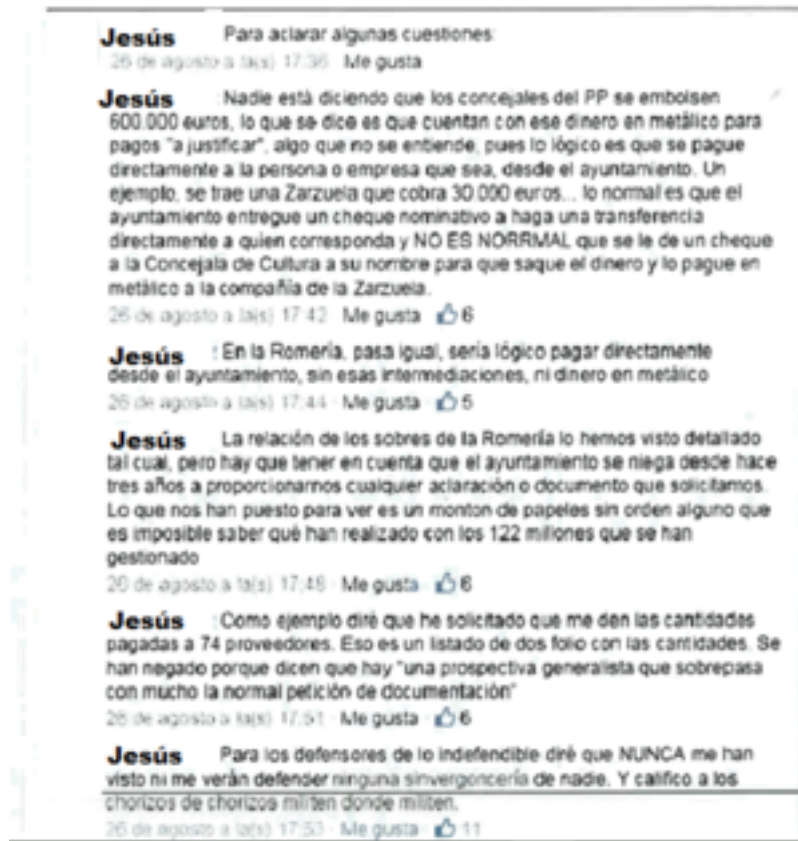 Jesús Para aclarar algunas cuestiones:
26 de agosto a la(s) 17:36 Me gusta
Jesús : Nadie está diciendo que los concejales del PP se embolsen
600.000 euros, lo que se dice es que cuentan con ese dinero en metálico para
pagos "a justificar", algo que no se entiende, pues lo lógico es que se pague
directamente a la persona o empresa que sea, desde el ayuntamiento. Un
ejemplo, se trae una Zarzuela que cobra 30.000 euros... lo normal es que el
ayuntamiento entregue un cheque nominativo a haga una transferencia
directamente a quien corresponda y NO ES NORRMAL que se le de un cheque
a la Concejala de Cultura a su nombre para que saque el dinero y lo pague en
metálico a la compañía de la Zarzuela.
26 de agosto a la(s) 17:42 · Me gusta · 6
Jesús : En la Romería, pasa igual, sería lógico pagar directamente
desde el ayuntamiento, sin esas intermediaciones, ni dinero en metálico
26 de agosto a la(s) 17:44 · Me gusta · 5
Jesús La relación de los sobres de la Romería lo hemos visto detallado
tal cual, pero hay que tener en cuenta que el ayuntamiento se niega desde hace
tres años a proporcionarnos cualquier aclaración o documento que solicitamos.
Lo que nos han puesto para ver es un monton de papeles sin orden alguno que
es imposible saber qué han realizado con los 122 millones que se han
gestionado
26 de agosto a la(s) 17:48 · Me gusta · 6
Jesús : Como ejemplo diré que he solicitado que me den las cantidades
pagadas a 74 proveedores. Eso es un listado de dos folio con las cantidades. Se
han negado porque dicen que hay "una prospectiva generalista que sobrepasa
con mucho la normal petición de documentación"
26 de agosto a la(s) 17:51 · Me gusta · 6
Jesús Para los defensores de lo indefendible diré que NUNCA me han
visto ni me verán defender ninguna sinvergoncería de nadie. Y califico a los
chorizos de chorizos militen donde militen.
26 de agosto a la(s) 17:53 · Me gusta · 11